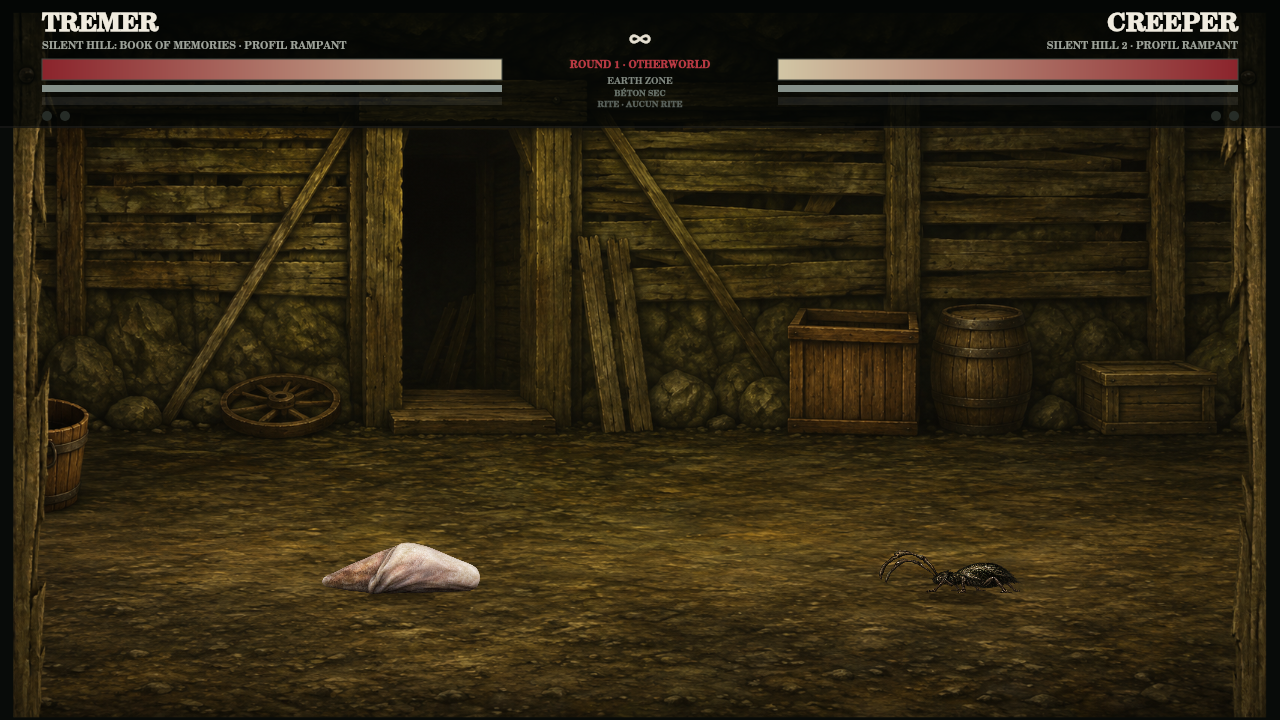 TREMER
SILENT HILL: BOOK OF MEMORIES · PROFIL RAMPANT
∞
ROUND 1 · OTHERWORLD
EARTH ZONE
BÉTON SEC
RITE · AUCUN RITE
CREEPER
SILENT HILL 2 · PROFIL RAMPANT